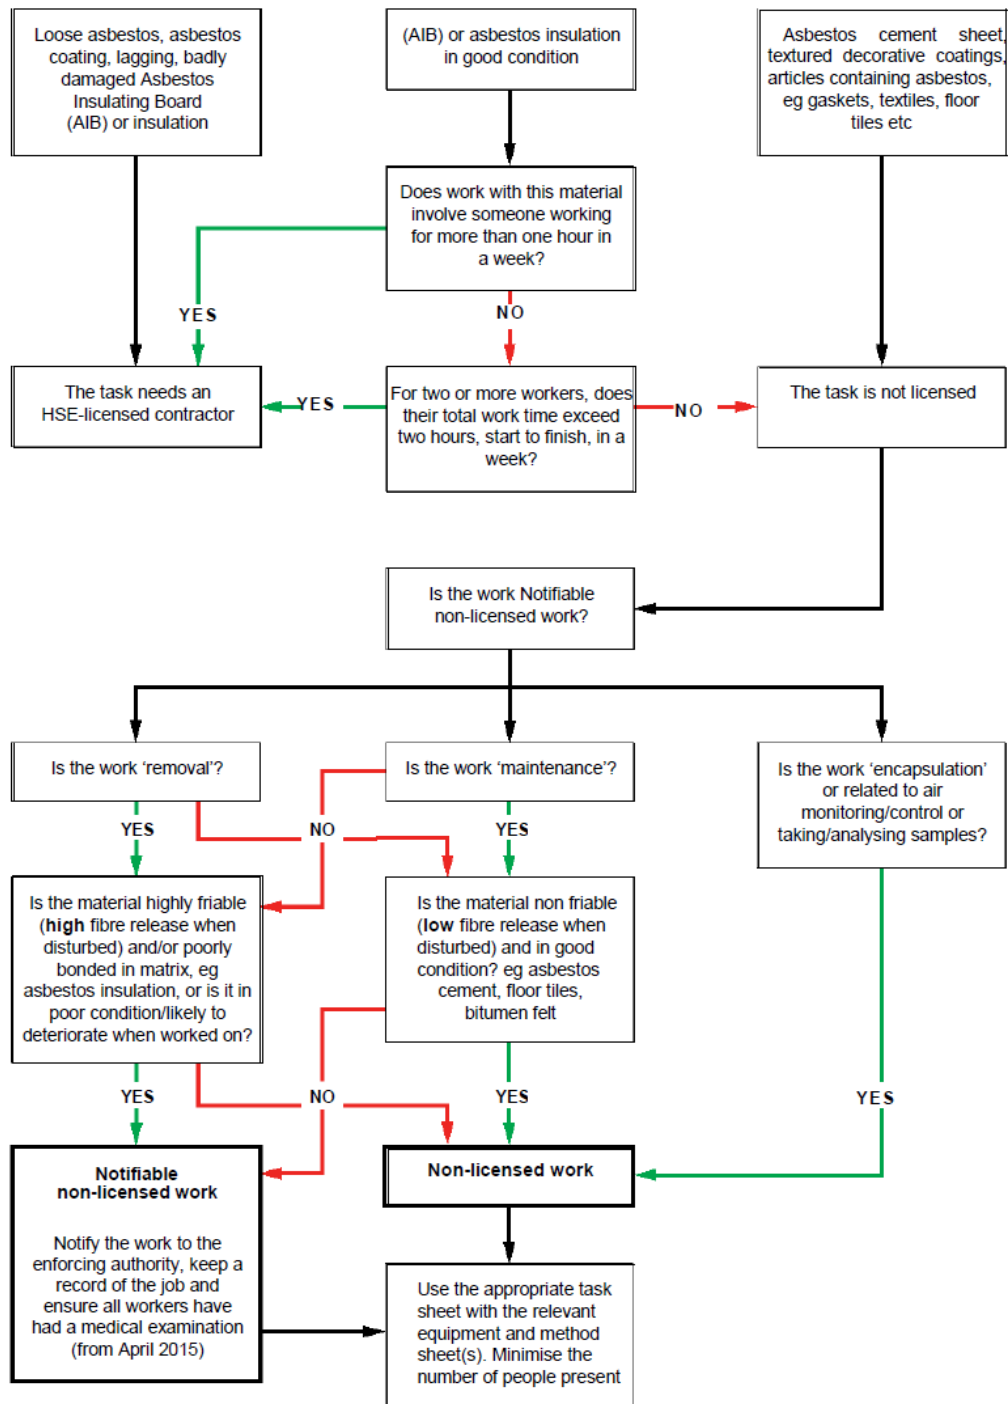 Loose asbestos, asbestos
coating, lagging, badly
damaged Asbestos
Insulating Board
(AIB) or insulation
(AIB) or asbestos insulation
in good condition
Asbestos cement sheet,
textured decorative coatings,
articles containing asbestos,
eg gaskets, textiles, floor
tiles etc
Does work with this material
involve someone working
for more than one hour in
a week?
YES
NO
The task needs an
HSE-licensed contractor
YES
For two or more workers, does
their total work time exceed
two hours, start to finish, in a
week?
NO
The task is not licensed
Is the work Notifiable
non-licensed work?
Is the work ‘removal’?
Is the work ‘maintenance’?
Is the work ‘encapsulation’
or related to air
monitoring/control or
taking/analysing samples?
YES
NO
YES
Is the material highly friable
(high fibre release when
disturbed) and/or poorly
bonded in matrix, eg
asbestos insulation, or is it in
poor condition/likely to
deteriorate when worked on?
Is the material non friable
(low fibre release when
disturbed) and in good
condition? eg asbestos
cement, floor tiles,
bitumen felt
YES
NO
YES
YES
Notifiable
non-licensed work
Notify the work to the
enforcing authority, keep a
record of the job and
ensure all workers have
had a medical examination
(from April 2015)
Non-licensed work
Use the appropriate task
sheet with the relevant
equipment and method
sheet(s). Minimise the
number of people present